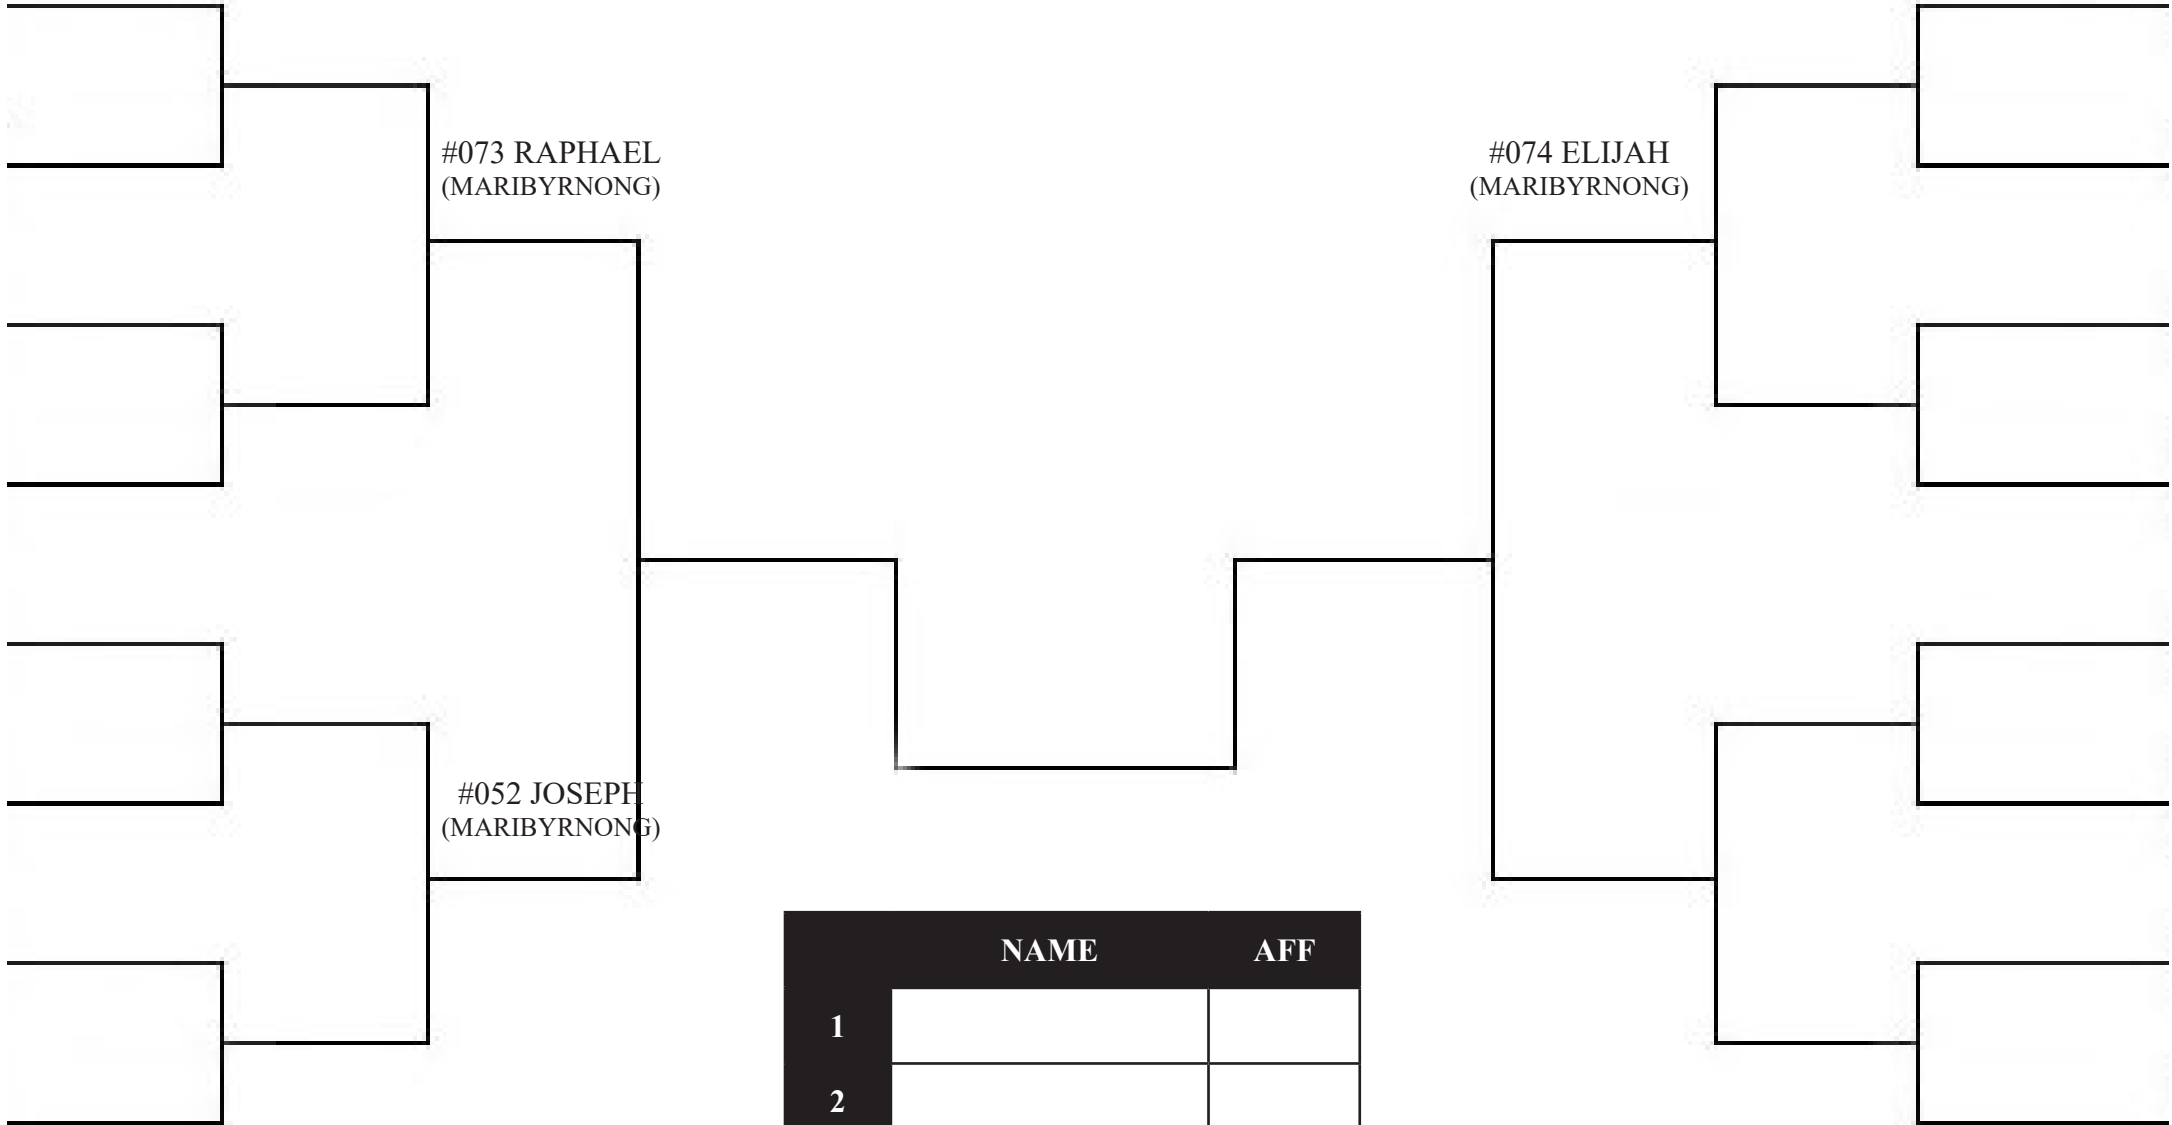 #073 RAPHAEL
(MARIBYRNONG)
#074 ELIJAH
(MARIBYRNONG)
#052 JOSEPH
(MARIBYRNONG)
NAME AFF
1
2